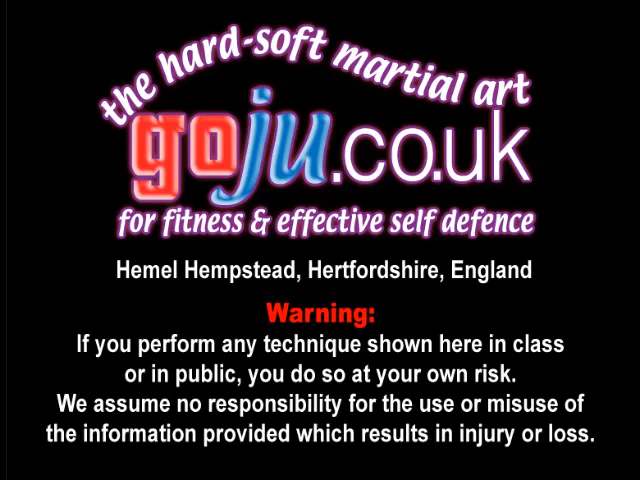 the hard-soft martial art
goju.co.uk
for fitness & effective self defence
Hemel Hempstead, Hertfordshire, England
Warning:
If you perform any technique shown here in class
or in public, you do so at your own risk.
We assume no responsibility for the use or misuse of
the information provided which results in injury or loss.